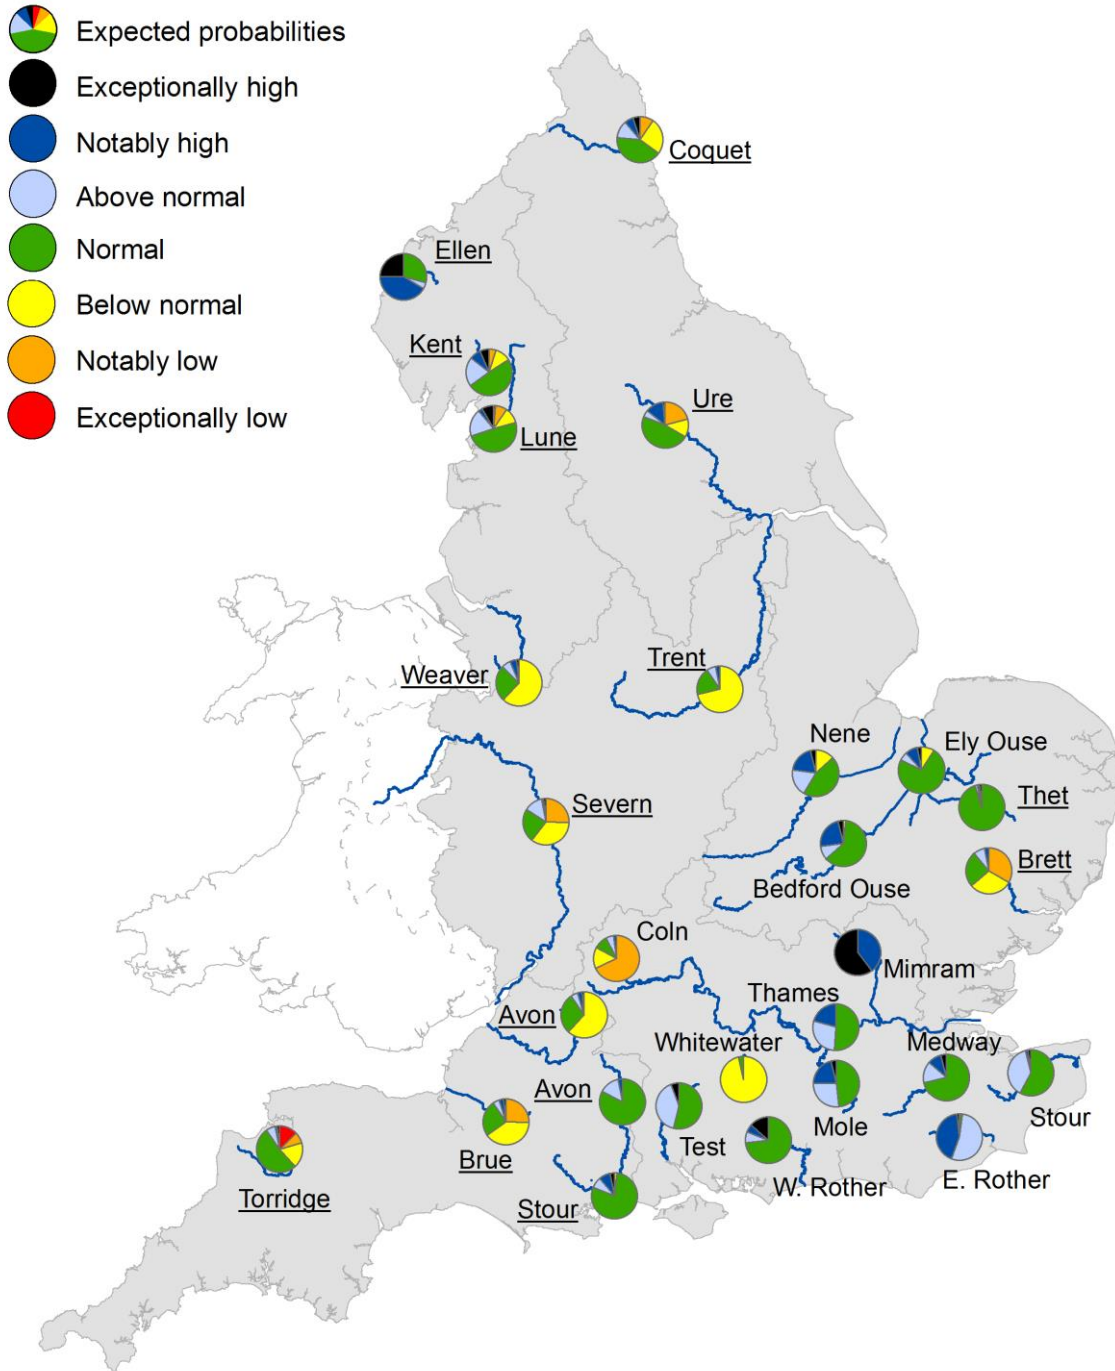 Expected probabilities
Exceptionally high
Notably high
Above normal
Normal
Below normal
Notably low
Exceptionally low
Coquet
Ellen
Kent
Ure
Lune
Weaver
Trent
Nene
Ely Ouse
Severn
Thet
Brett
Bedford Ouse
Coln
Mimram
Thames
Avon
Whitewater
Medway
Avon
Test
Mole
Stour
Brue
W. Rother
E. Rother
Torridge
Stour